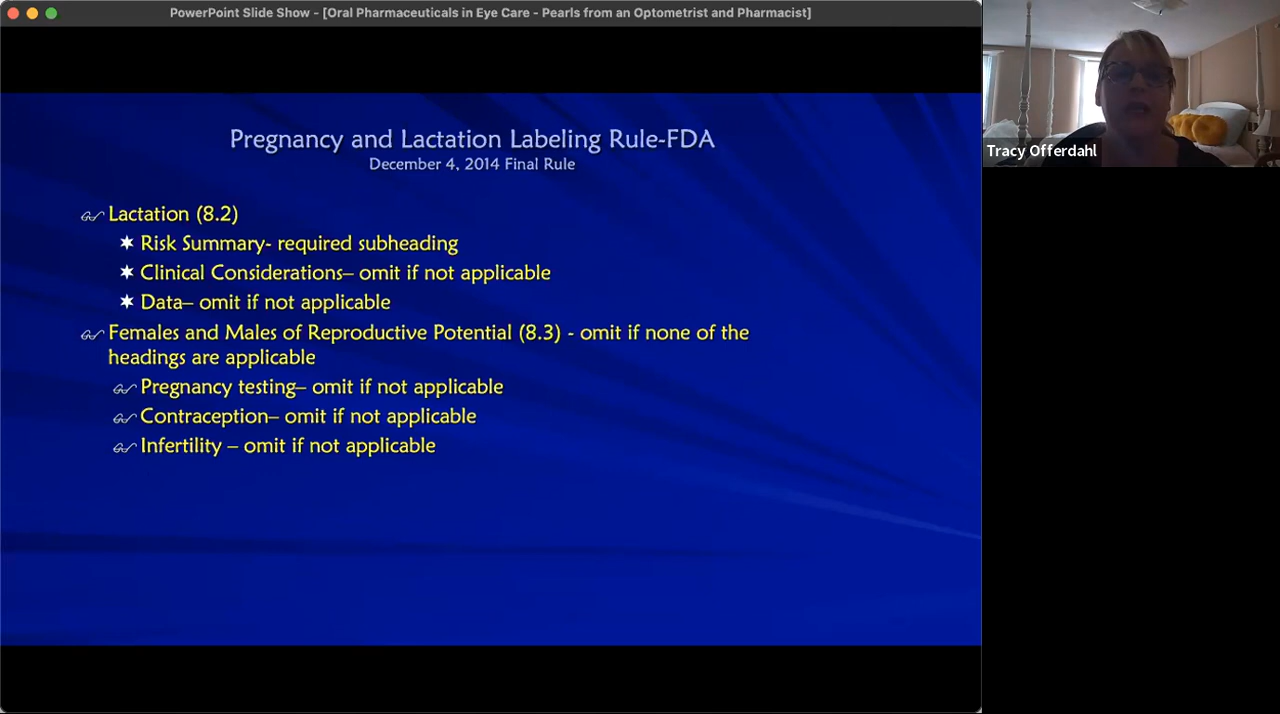 PowerPoint Slide Show - [Oral Pharmaceuticals in Eye Care - Pearls from an Optometrist and Pharmacist]
Pregnancy and Lactation Labeling Rule-FDA
December 4, 2014 Final Rule
Lactation (8.2)
Risk Summary- required subheading
Clinical Considerations– omit if not applicable
Data– omit if not applicable
Females and Males of Reproductive Potential (8.3) - omit if none of the
headings are applicable
Pregnancy testing– omit if not applicable
Contraception– omit if not applicable
Infertility – omit if not applicable
Tracy Offerdahl